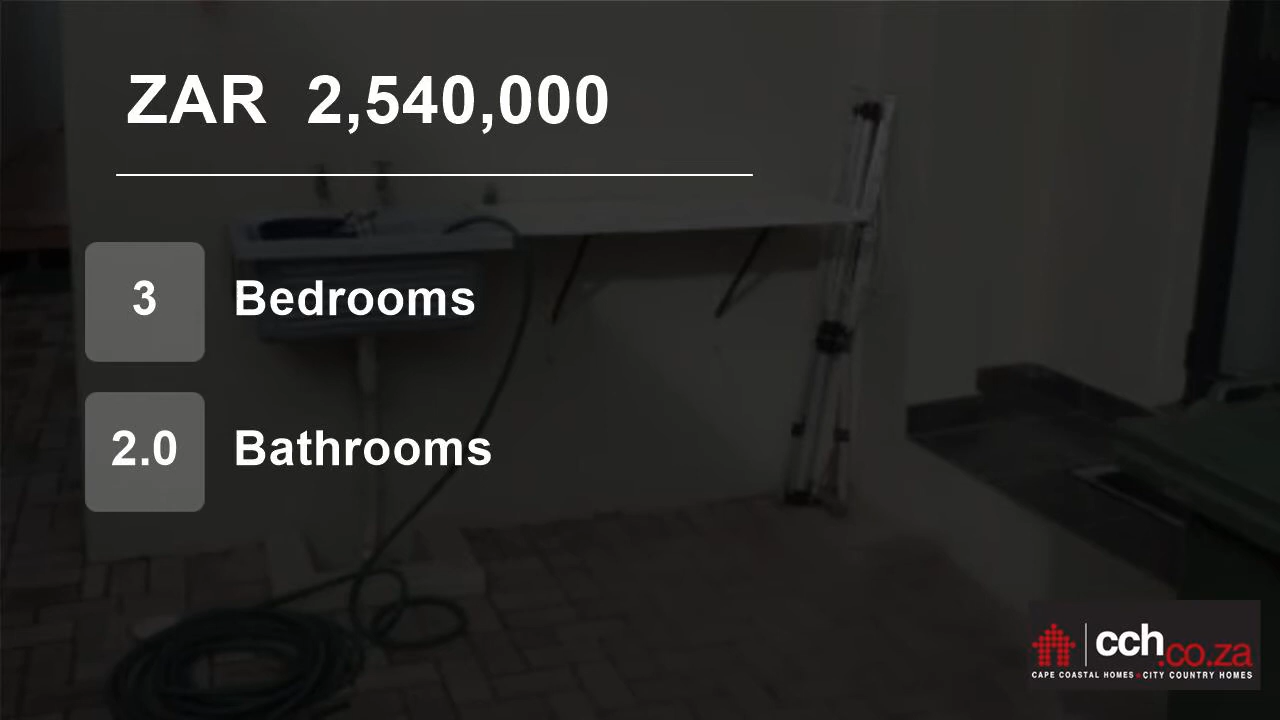 ZAR 2,540,000
3 Bedrooms
2.0 Bathrooms
cch.co.za
CAPE COASTAL HOMES CITY COUNTRY HOMES